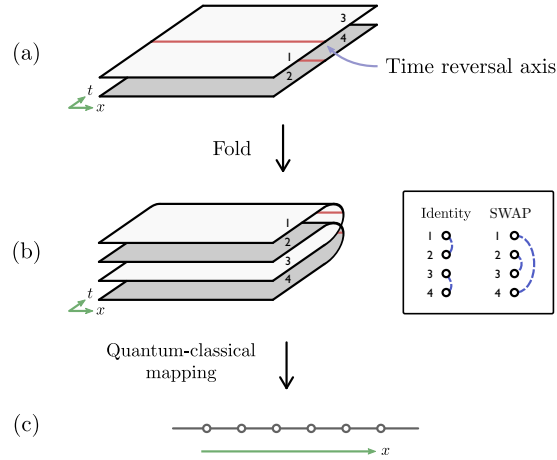 (a)
3
4
1
2
Time reversal axis
t
x
Fold
(b)
1
2
3
4
t
x
Identity SWAP
1 1
2 2
3 3
4 4
Quantum-classical
mapping
(c)
x